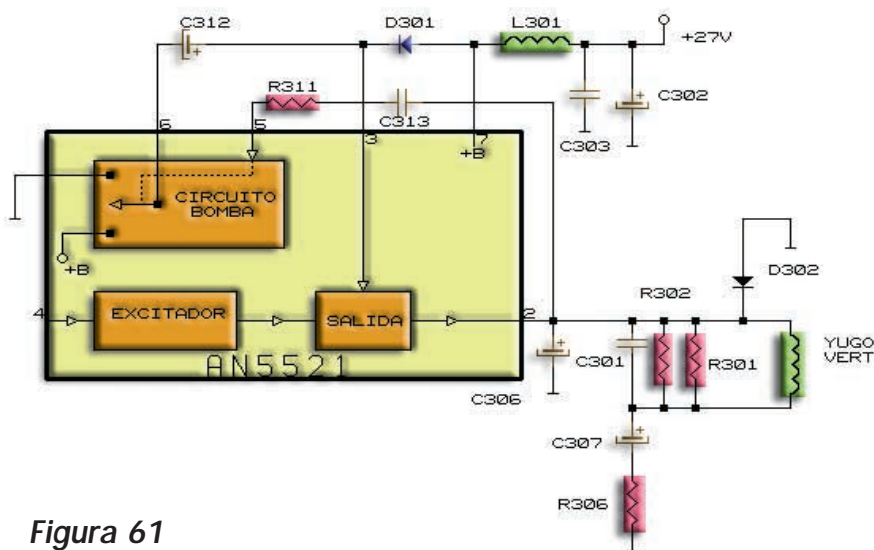 C312
D301
L301
+27V
R311
C313
C303
C302
6
5
3
7
+B
CIRCUITO
BOMBA
+B
D302
R302
4
EXCITADOR
SALIDA
2
C301
R301
YUGO
VERT
AN5521
C306
C307
R306
Figura 61